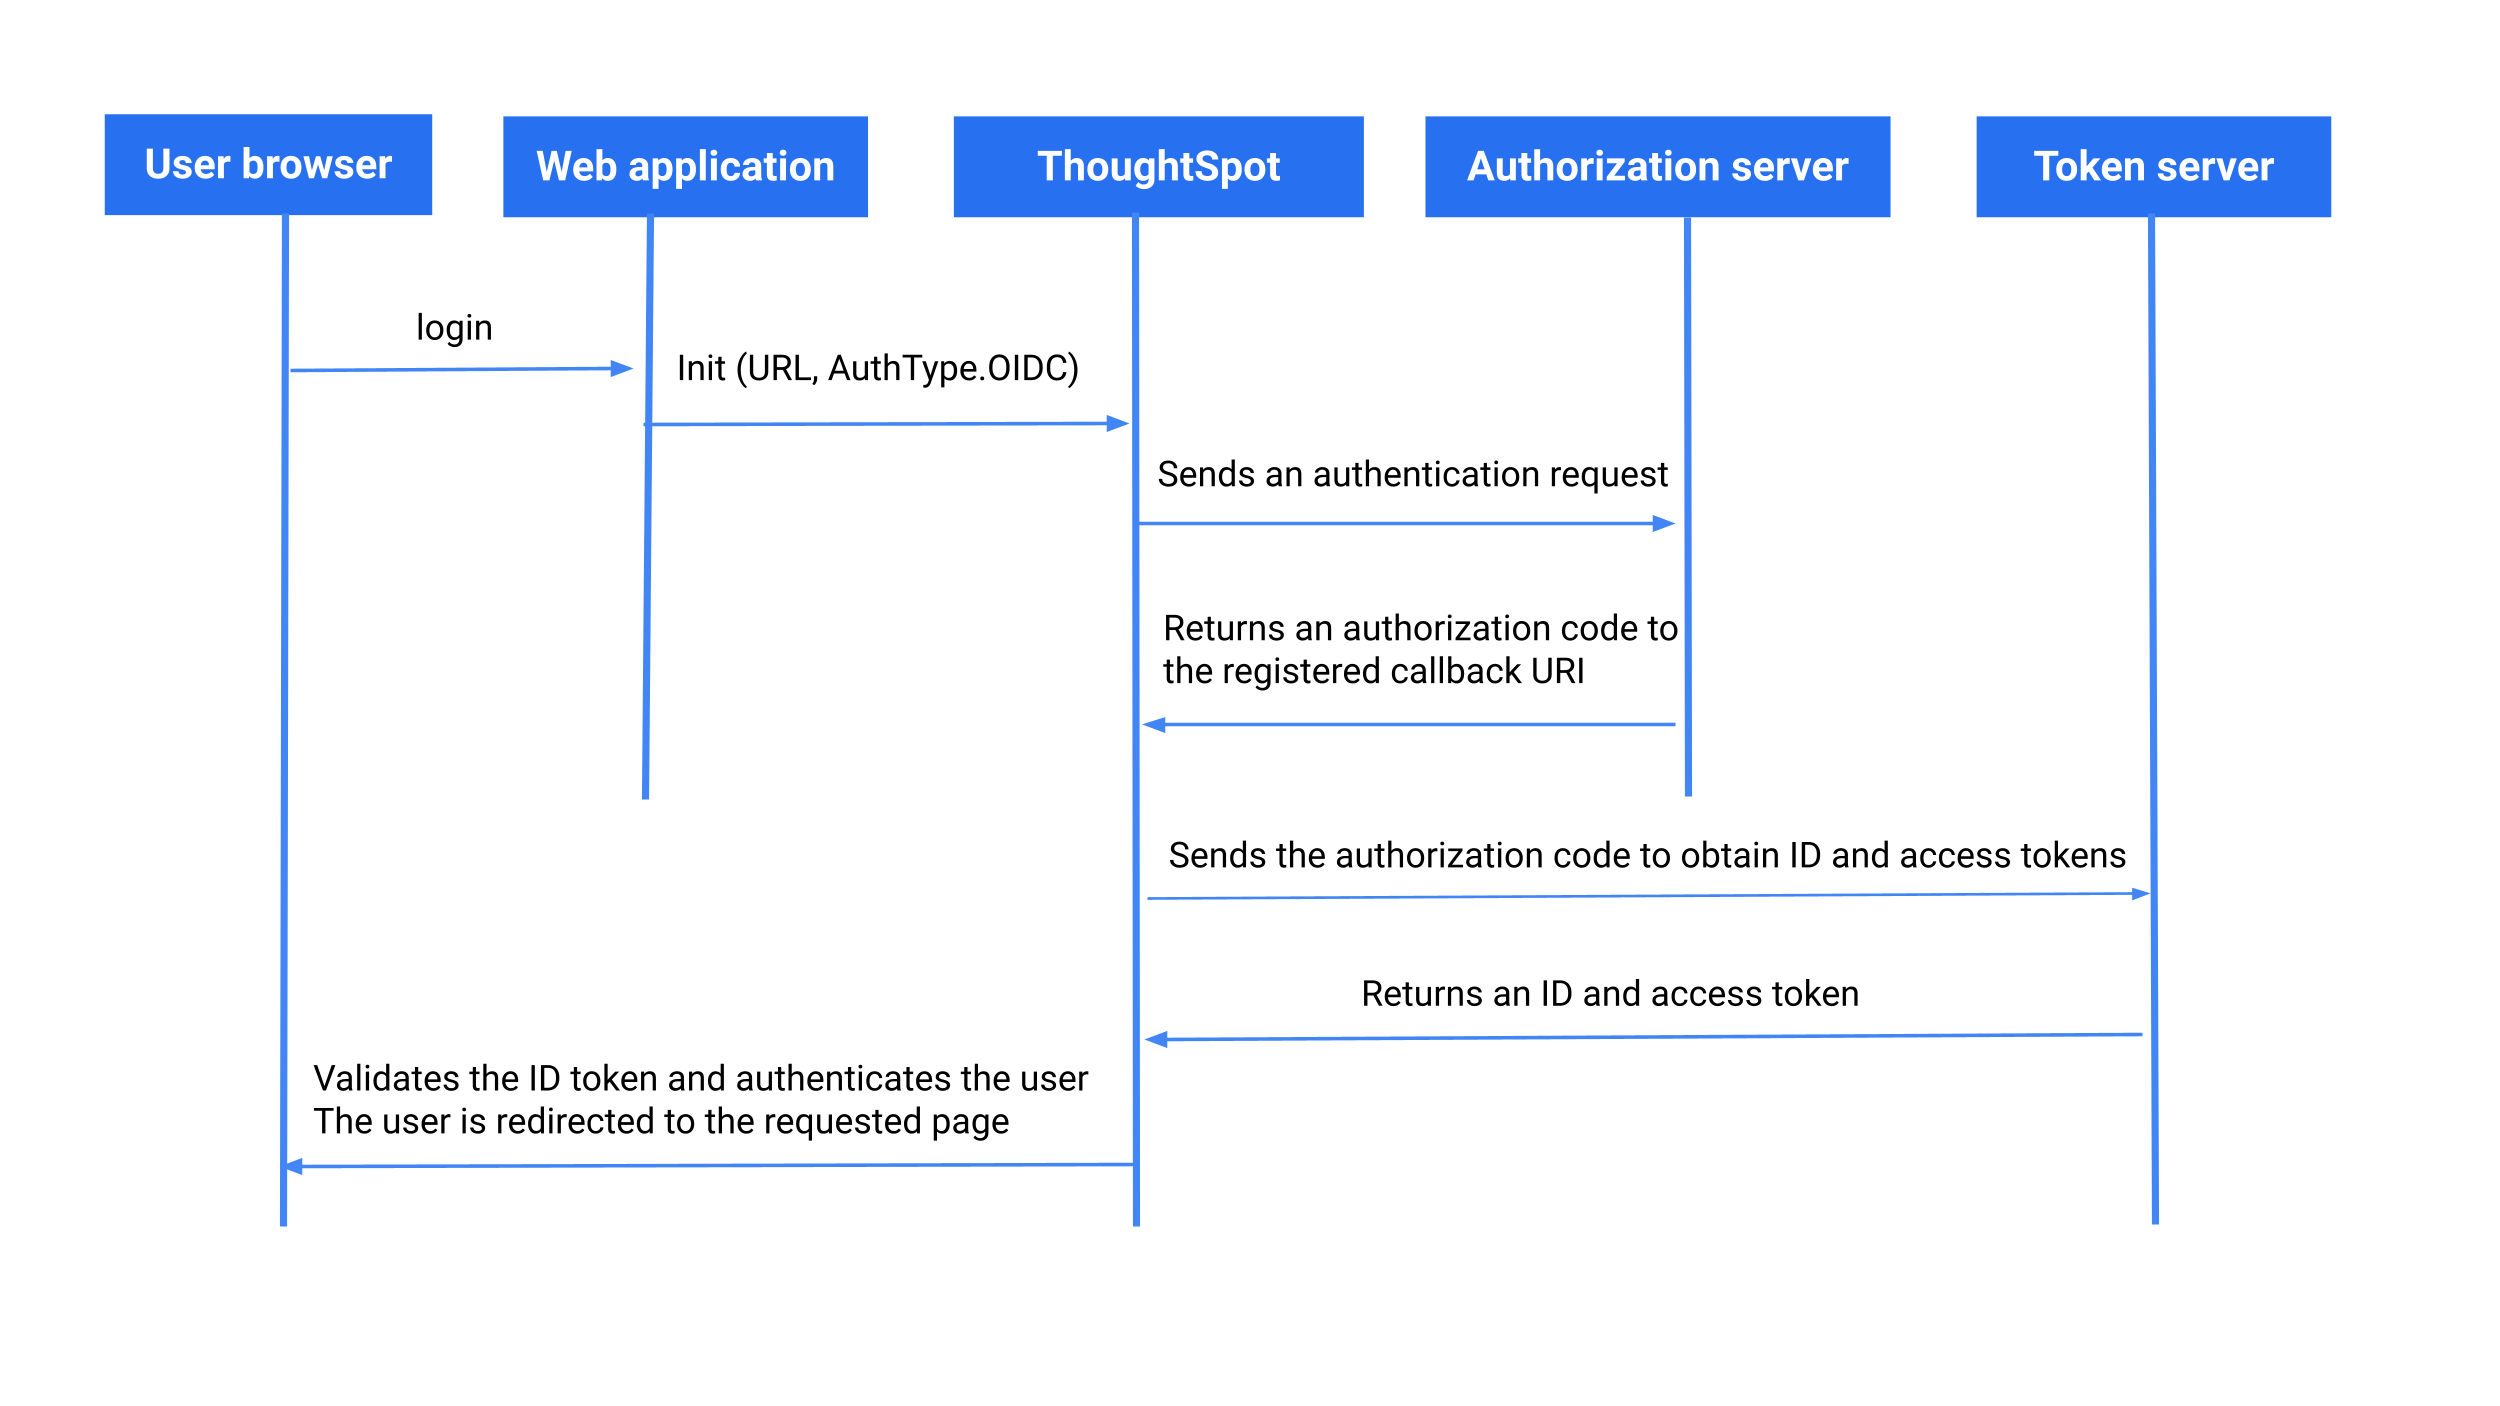 User browser
Web application
ThoughtSpot
Authorization server
Token server
login
Init (URL, AuthType:OIDC)
Sends an authentication request
Returns an authorization code to
the registered callback URI
Sends the authorization code to obtain ID and access tokens
Returns an ID and access token
Validates the ID token and authenticates the user
The user is redirected to the requested page